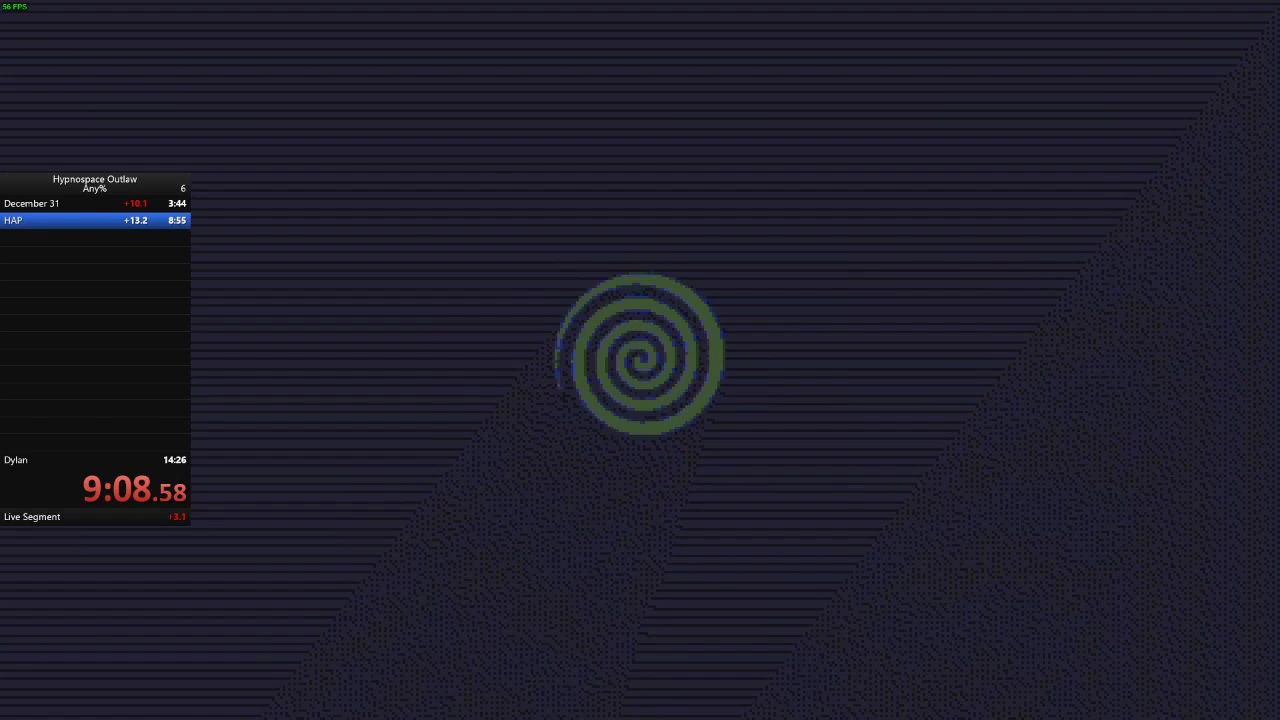 56 FPS
Hypnospace Outlaw
Any% 6
December 31 +10.1 3:44
HAP +13.2 8:55
Dylan 14:26
9:08.58
Live Segment +3.1